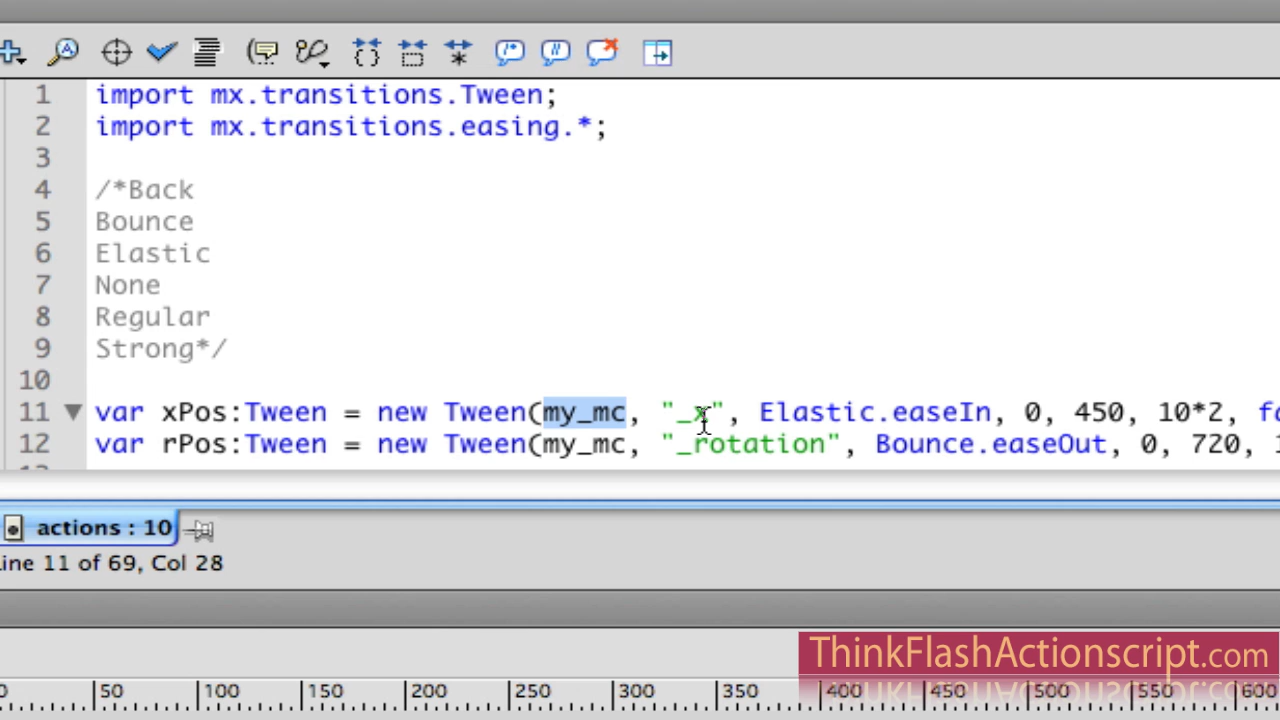 1 import mx.transitions.Tween;
2 import mx.transitions.easing.*;
3
4 /*Back
5 Bounce
6 Elastic
7 None
8 Regular
9 Strong*/
10
11 var xPos:Tween = new Tween(my_mc, "_x", Elastic.easeIn, 0, 450, 10*2, fa
12 var rPos:Tween = new Tween(my_mc, "_rotation", Bounce.easeOut, 0, 720, 1
actions : 10
ine 11 of 69, Col 28
ThinkFlashActionscript.com
0 50 100 150 200 250 300 350 400 450 500 550 600